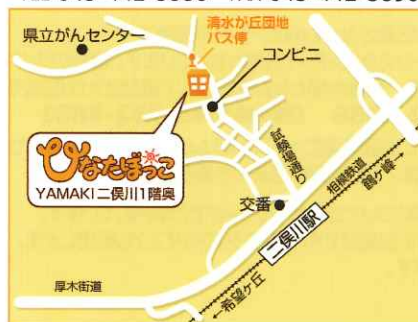 清水が丘団地
バス停
県立がんセンター
コンビニ
ひなたぼっこ
YAMAKI二俣川1階奥
試験場通り
相模鉄道
鶴ヶ峰
交番
二俣川駅
希望ヶ丘
厚木街道